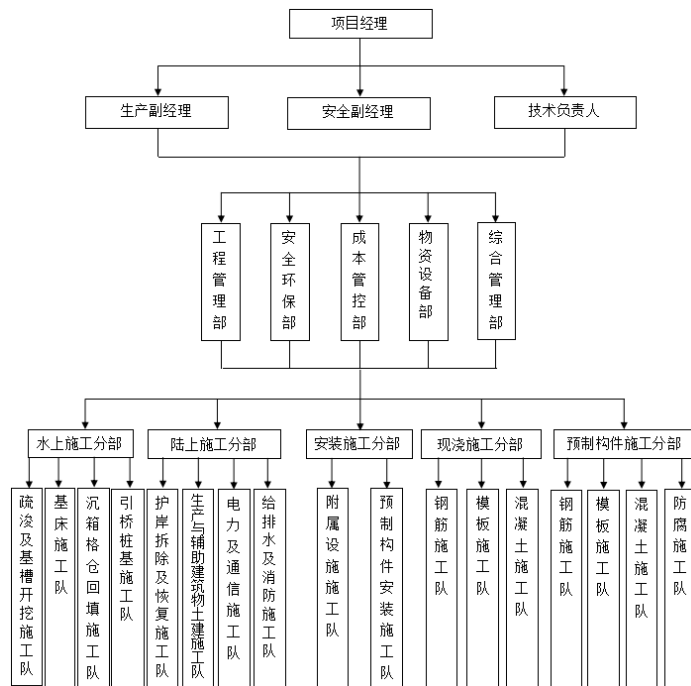 项目经理
生产副经理
安全副经理
技术负责人
工程管理部
安全环保部
成本管控部
物资设备部
综合管理部
水上施工分部
陆上施工分部
安装施工分部
现浇施工分部
预制构件施工分部
疏浚及基槽开挖施工队
基床施工队
沉箱格仓回填施工队
引桥桩基施工队
护岸拆除及恢复施工队
生产与辅助建筑物土建施工队
电力及通信施工队
给排水及消防施工队
附属设施施工队
预制构件安装施工队
钢筋施工队
模板施工队
混凝土施工队
钢筋施工队
模板施工队
混凝土施工队
防腐施工队